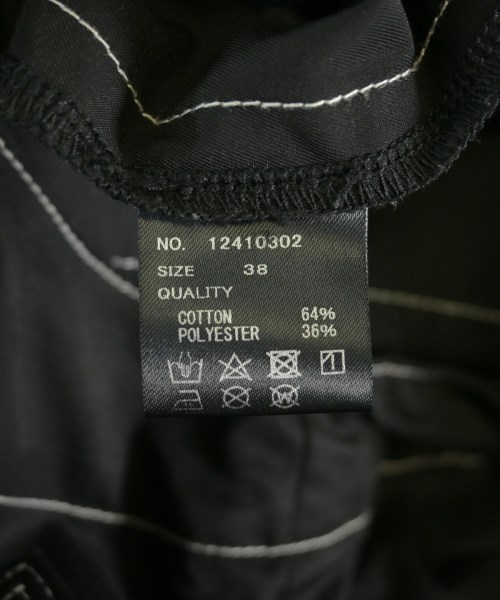 NO. 12410302
SIZE 38
QUALITY
COTTON 64%
POLYESTER 36%